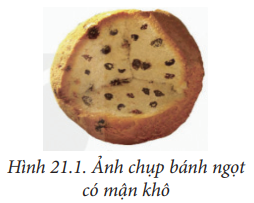 Hình 21.1. Ảnh chụp bánh ngọt
có mận khô